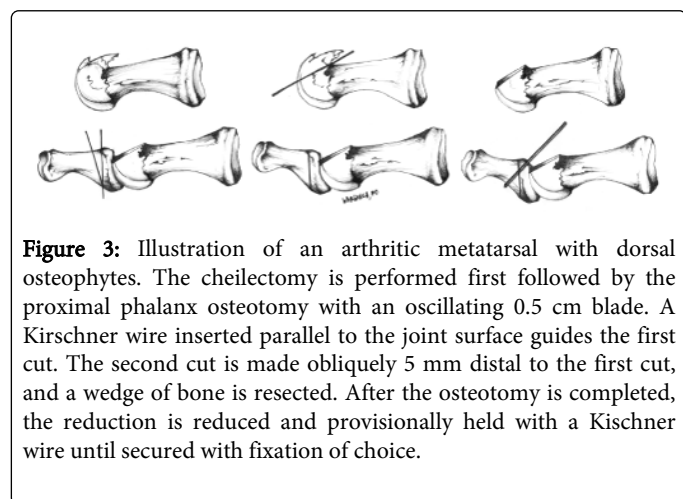 Figure 3: Illustration of an arthritic metatarsal with dorsal
osteophytes. The cheilectomy is performed first followed by the
proximal phalanx osteotomy with an oscillating 0.5 cm blade. A
Kirschner wire inserted parallel to the joint surface guides the first
cut. The second cut is made obliquely 5 mm distal to the first cut,
and a wedge of bone is resected. After the osteotomy is completed,
the reduction is reduced and provisionally held with a Kischner
wire until secured with fixation of choice.